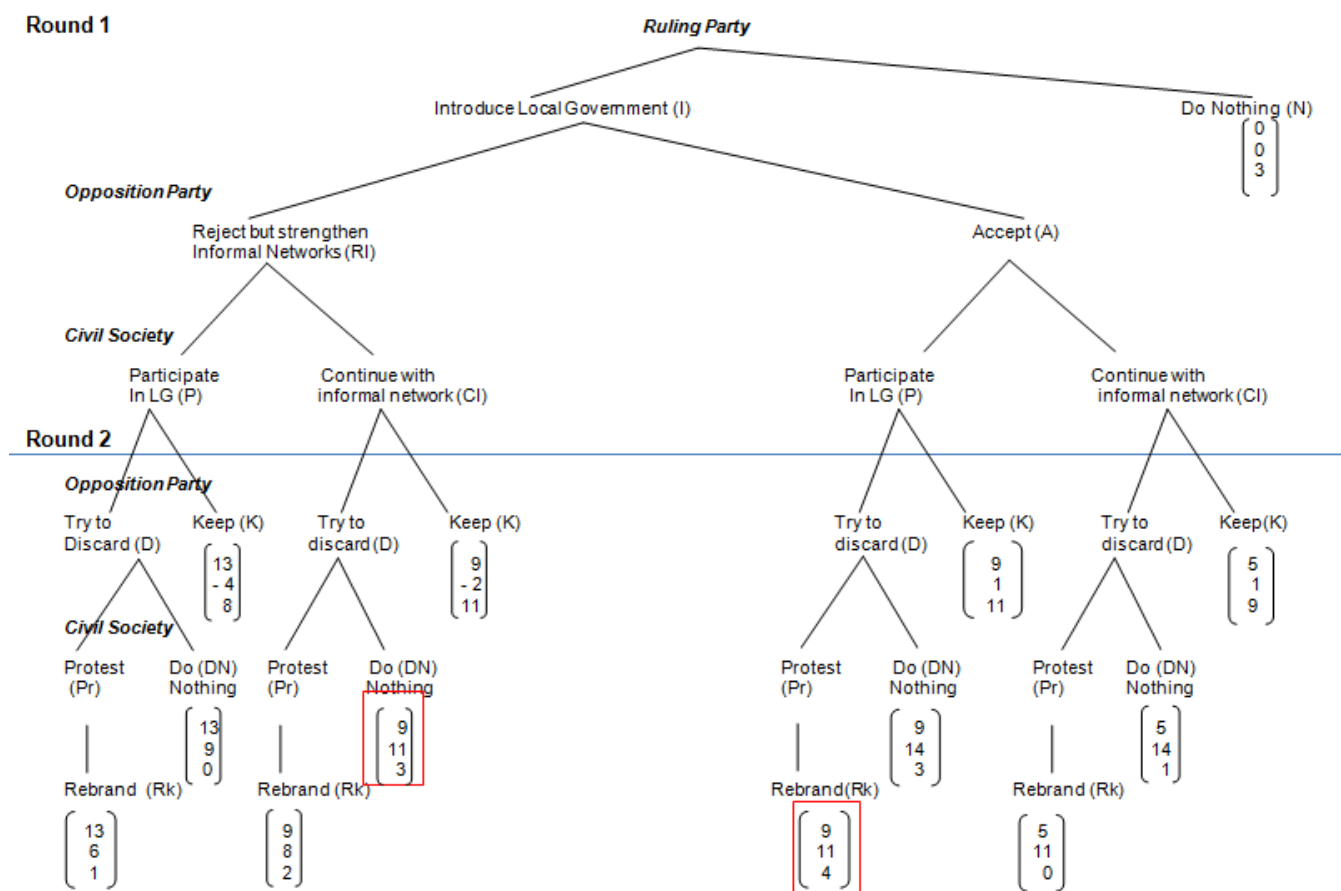 Round 1
Ruling Party
Introduce Local Government (I)
Do Nothing (N)
0
0
3
Opposition Party
Reject but strengthen
Informal Networks (RI)
Accept (A)
Civil Society
Participate
In LG (P)
Continue with
informal network (CI)
Participate
In LG (P)
Continue with
informal network (CI)
Round 2
Opposition Party
Try to
Discard (D)
Keep (K)
13
- 4
8
Try to
discard (D)
Keep (K)
9
- 2
11
Try to
discard (D)
Keep (K)
9
1
11
Try to
discard (D)
Keep(K)
5
1
9
Civil Society
Protest
(Pr)
Do (DN)
Nothing
13
9
0
Protest
(Pr)
Do (DN)
Nothing
9
11
3
Protest
(Pr)
Do (DN)
Nothing
9
14
3
Protest
(Pr)
Do (DN)
Nothing
5
14
1
Rebrand (Rk)
13
6
1
Rebrand (Rk)
9
8
2
Rebrand(Rk)
9
11
4
Rebrand (Rk)
5
11
0